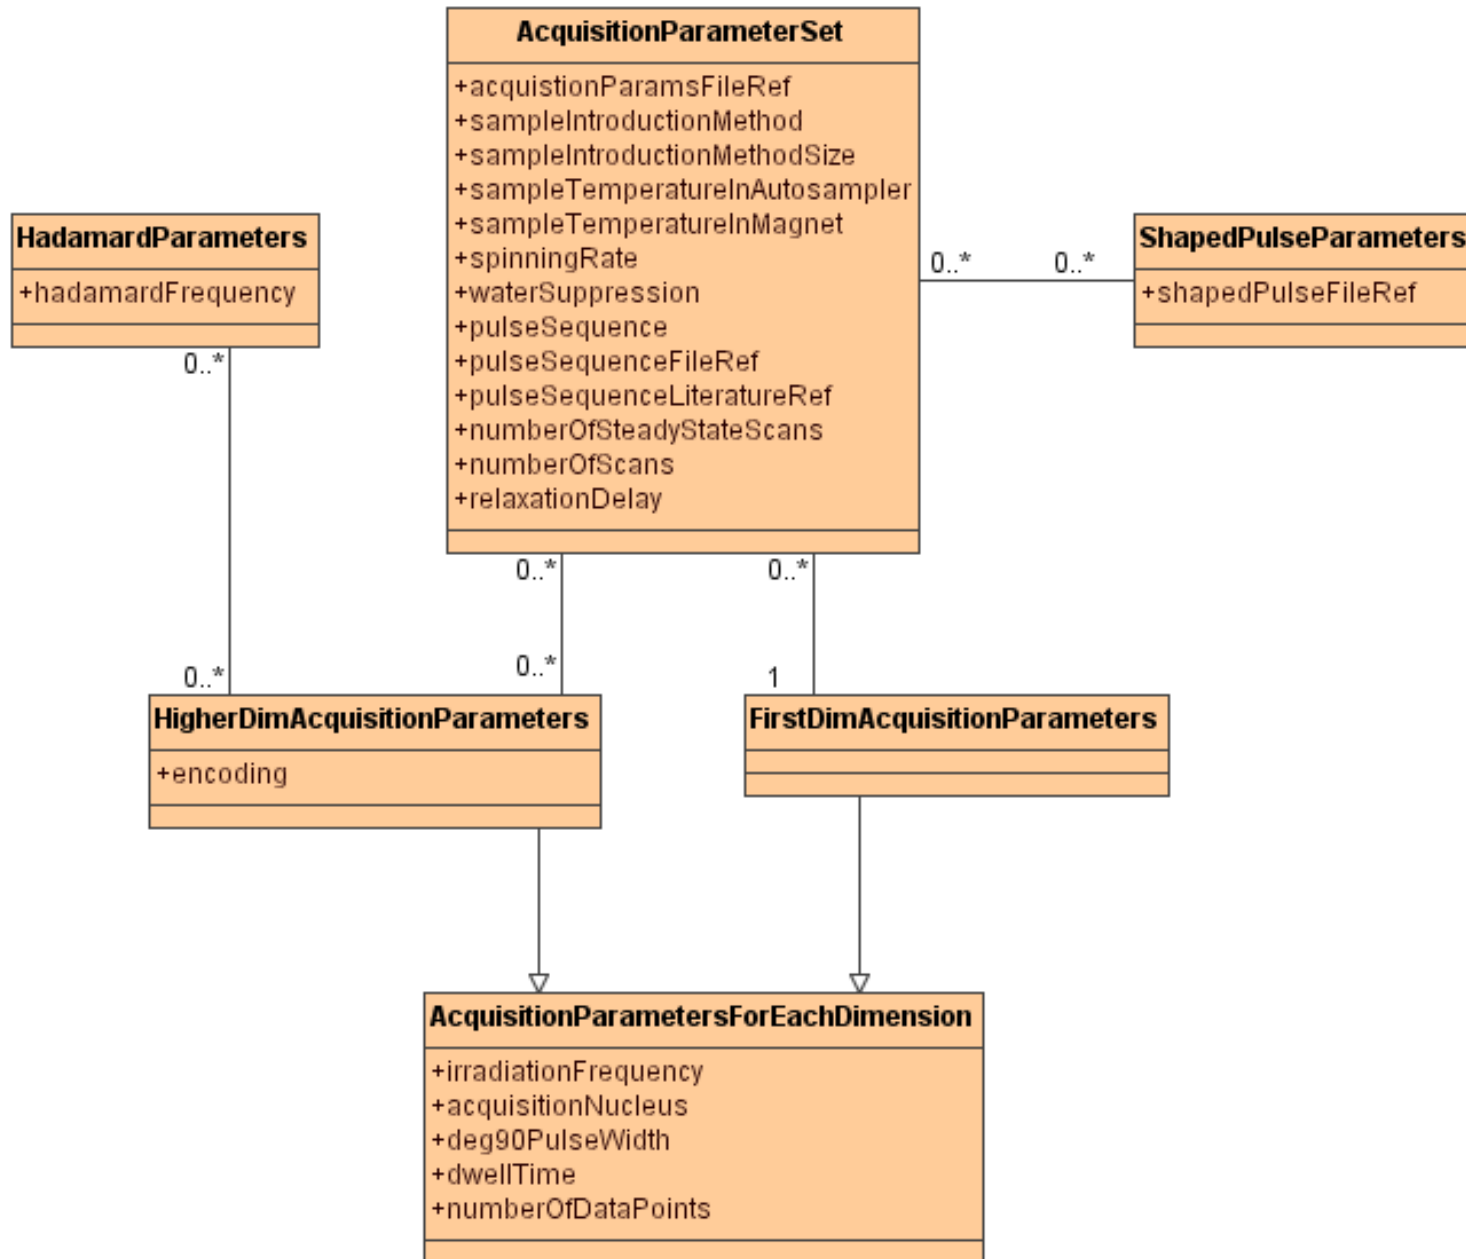 AcquisitionParameterSet
+acquistionParamsFileRef
+sampleIntroductionMethod
+sampleIntroductionMethodSize
+sampleTemperatureInAutosampler
+sampleTemperatureInMagnet
+spinningRate
+waterSuppression
+pulseSequence
+pulseSequenceFileRef
+pulseSequenceLiteratureRef
+numberOfSteadyStateScans
+numberOfScans
+relaxationDelay
HadamardParameters
+hadamardFrequency
0..* 0..*
ShapedPulseParameters
+shapedPulseFileRef
0..*
0..* 0..*
0..* 0..* 1
HigherDimAcquisitionParameters
+encoding
FirstDimAcquisitionParameters
AcquisitionParametersForEachDimension
+irradiationFrequency
+acquisitionNucleus
+deg90PulseWidth
+dwellTime
+numberOfDataPoints